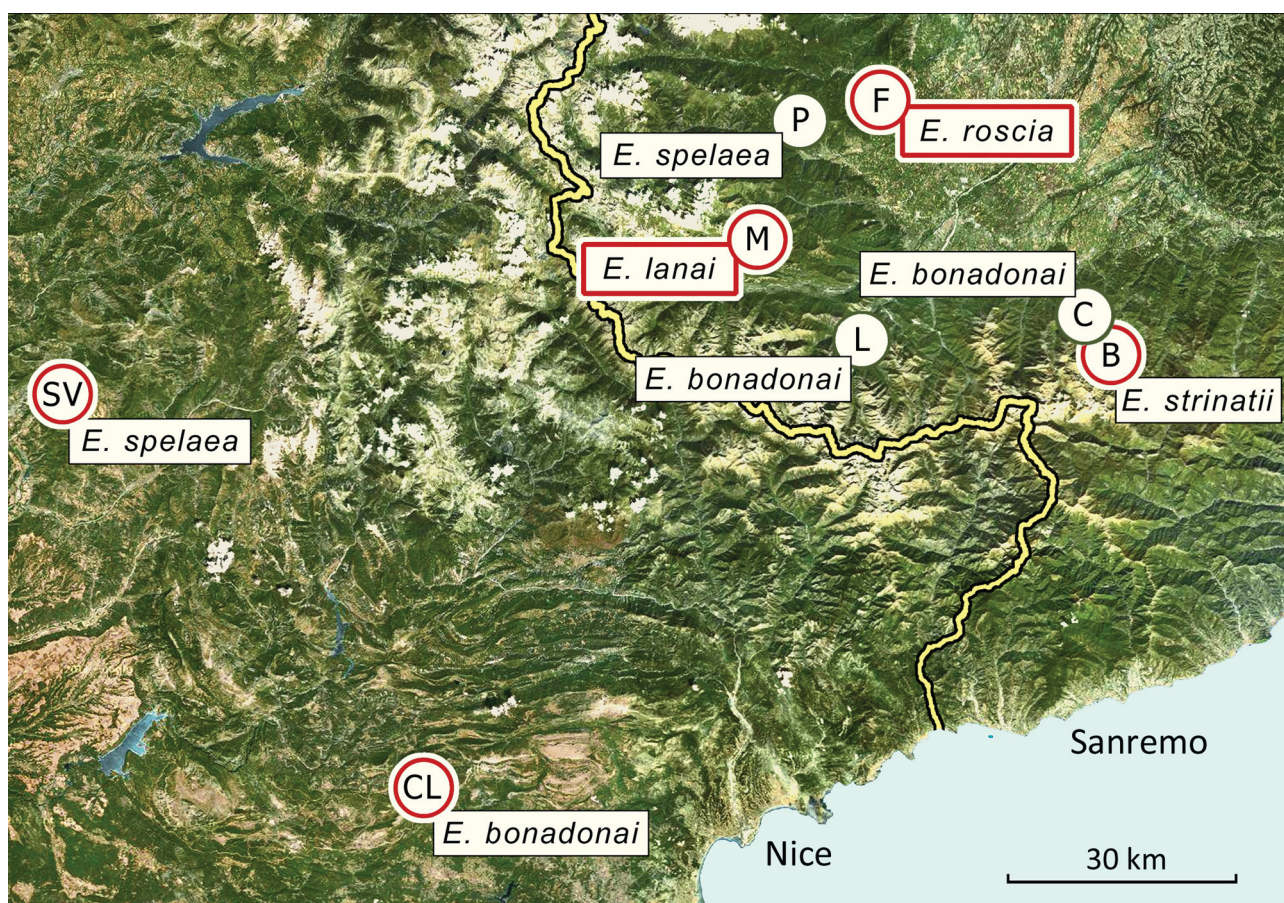 F
P
E. roscia
E. spelaea
M
E. lanai
E. bonadonai
C
L
B
E. bonadonai
SV
E. strinatii
E. spelaea
Sanremo
CL
E. bonadonai
Nice
30 km